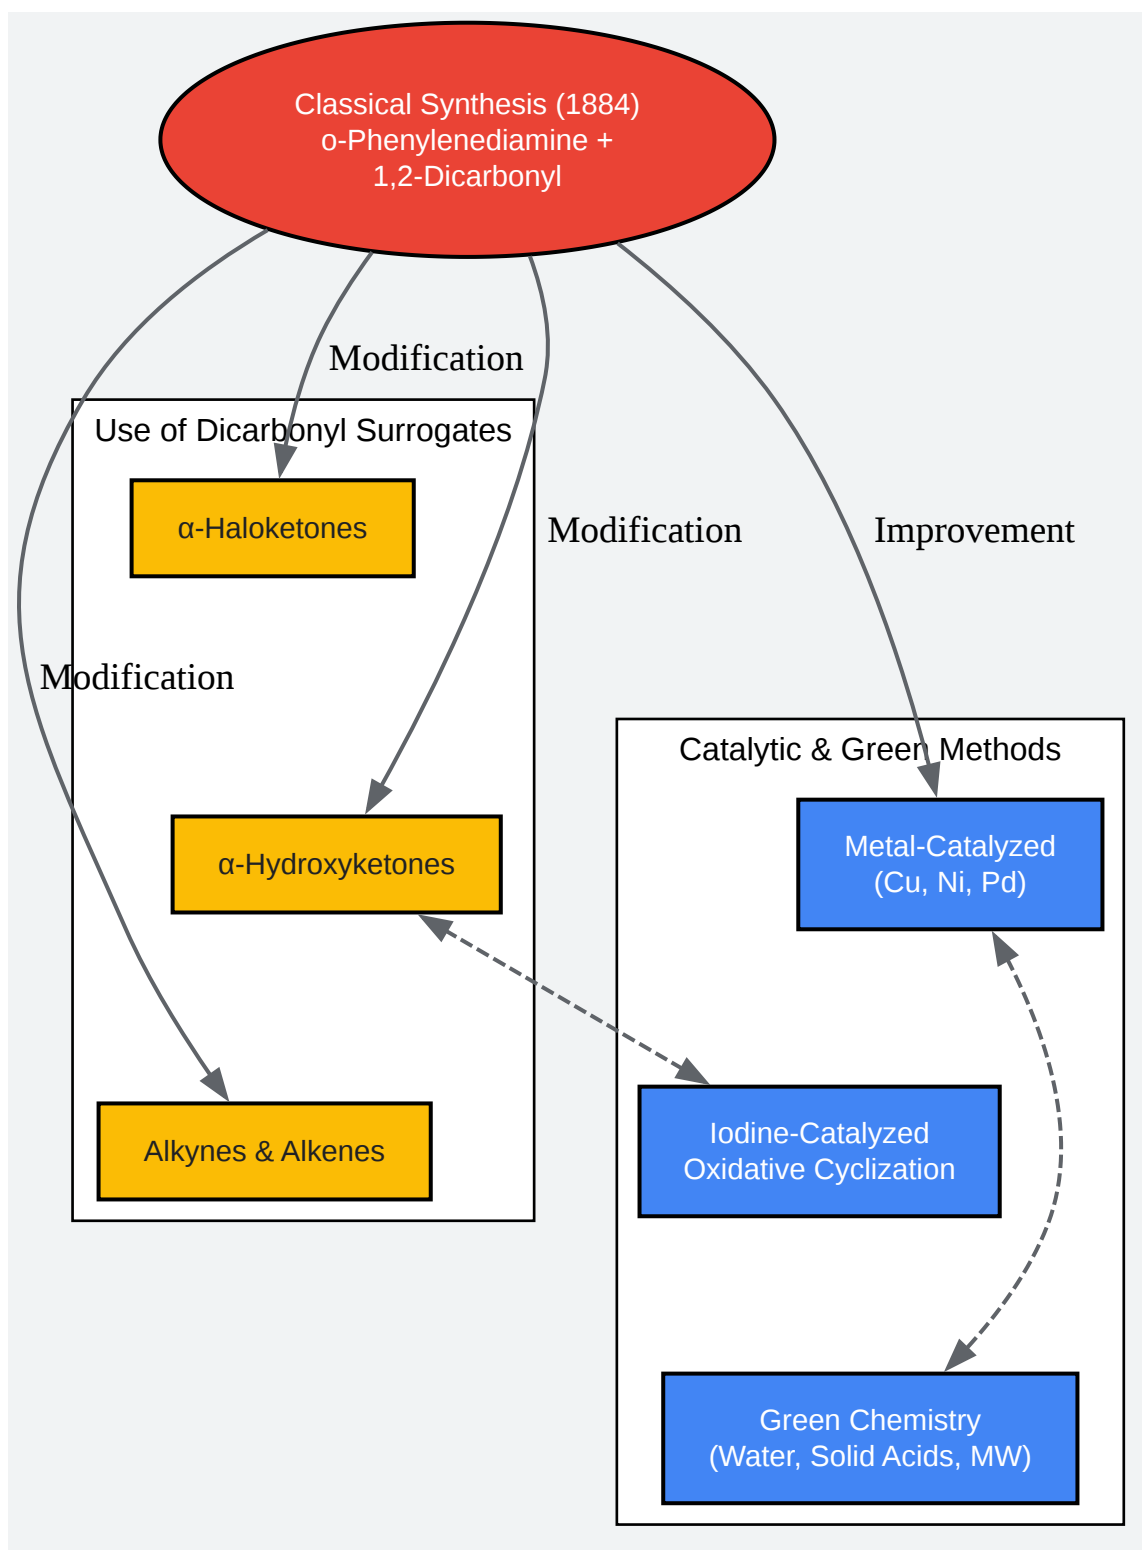 Classical Synthesis (1884)
o-Phenylenediamine +
1,2-Dicarbonyl
Modification
Use of Dicarbonyl Surrogates
α-Haloketones
Modification
Improvement
Modification
Catalytic & Green Methods
Metal-Catalyzed
(Cu, Ni, Pd)
α-Hydroxyketones
Iodine-Catalyzed
Oxidative Cyclization
Alkynes & Alkenes
Green Chemistry
(Water, Solid Acids, MW)